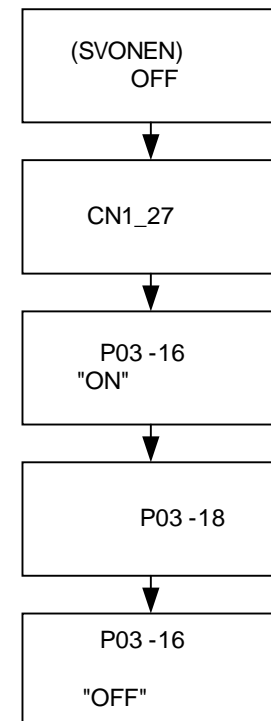 (SVONEN)
OFF
CN1_27
P03 -16
"ON"
P03 -18
P03 -16
"OFF"